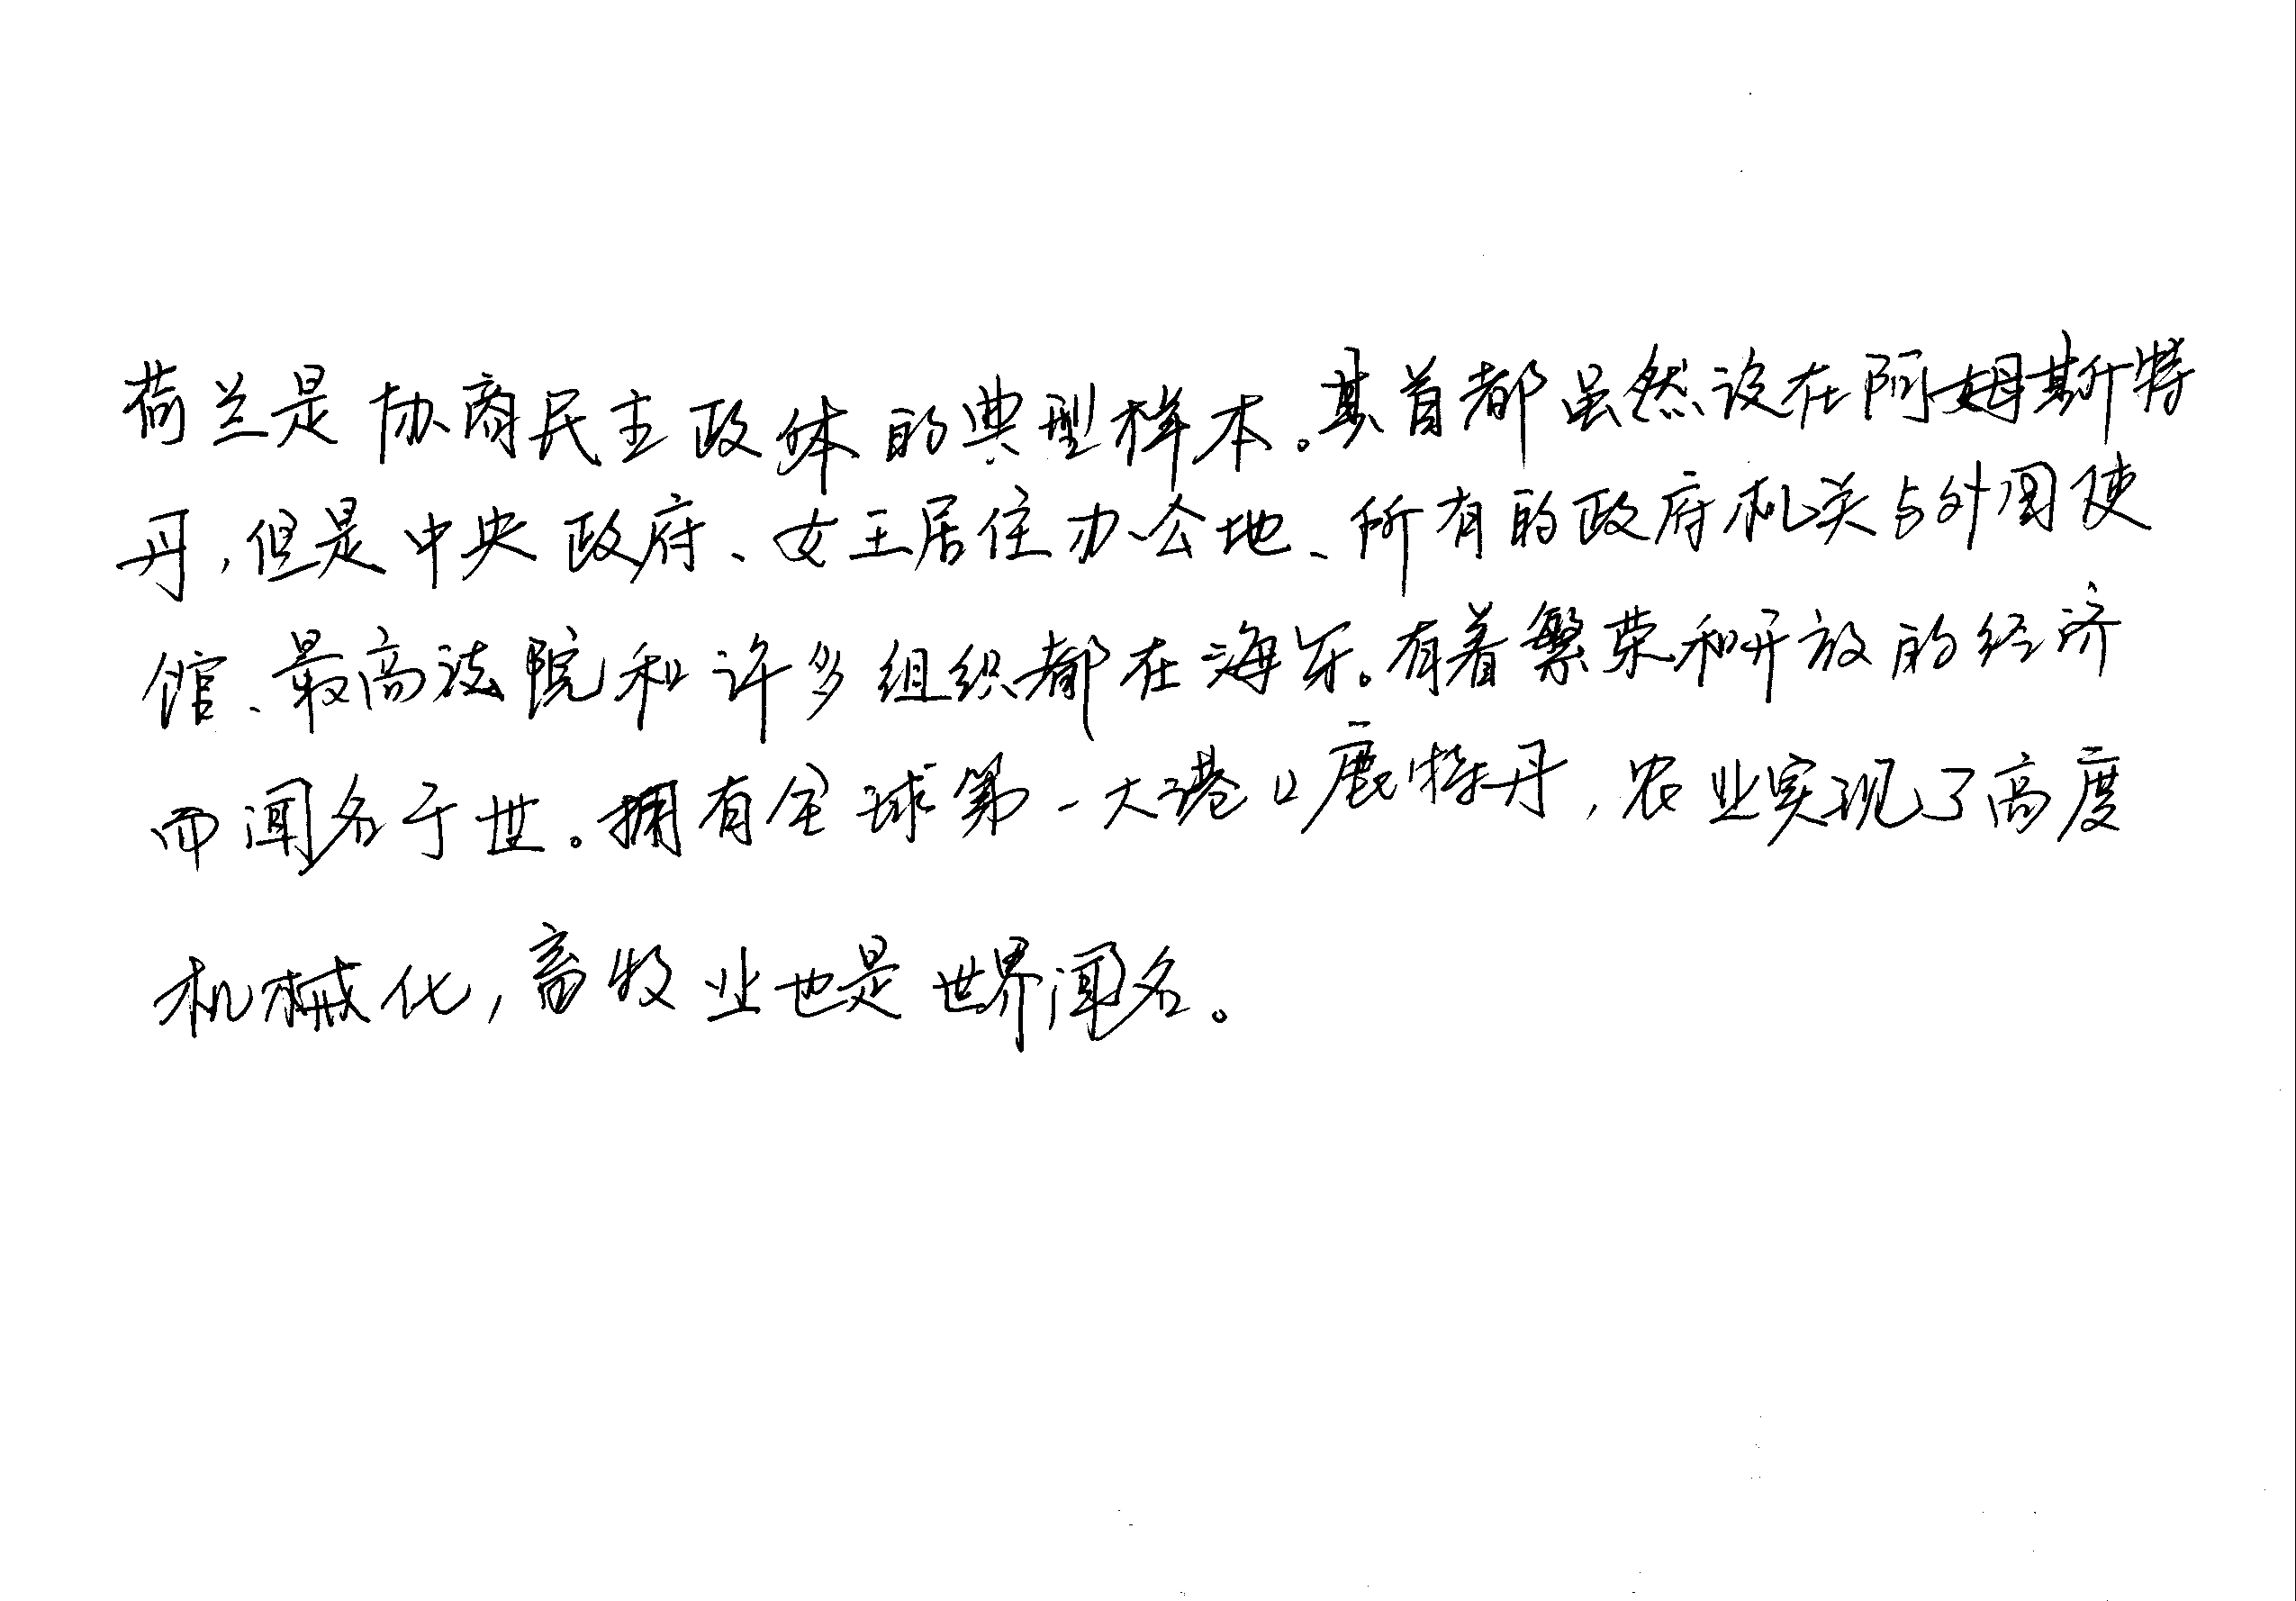 荷兰是协商民主政体的典型样本。其首都虽然设在阿姆斯特
丹，但是中央政府、女王居住办公地、所有的政府机关与外国使
馆、最高法院和许多组织都在海牙。有着繁荣和开放的经济
而闻名于世。拥有全球第一大港口鹿特丹，农业实现了高度
机械化，畜牧业也是世界闻名。